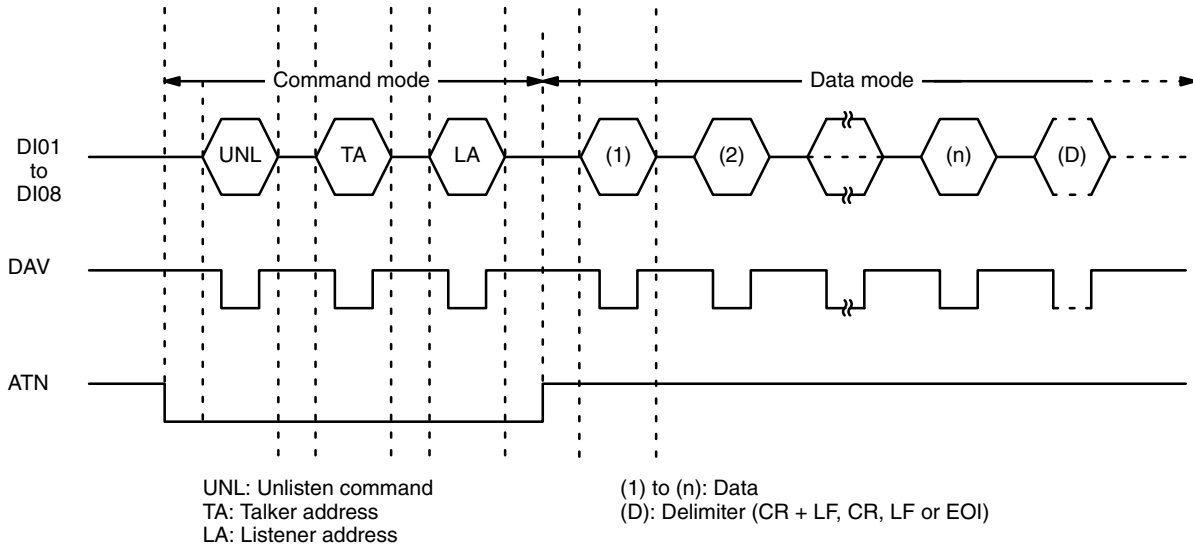 Command mode
Data mode
DI01
to
DI08
UNL
TA
LA
(1)
(2)
(n)
(D)
DAV
ATN
UNL: Unlisten command
TA: Talker address
LA: Listener address
(1) to (n): Data
(D): Delimiter (CR + LF, CR, LF or EOI)